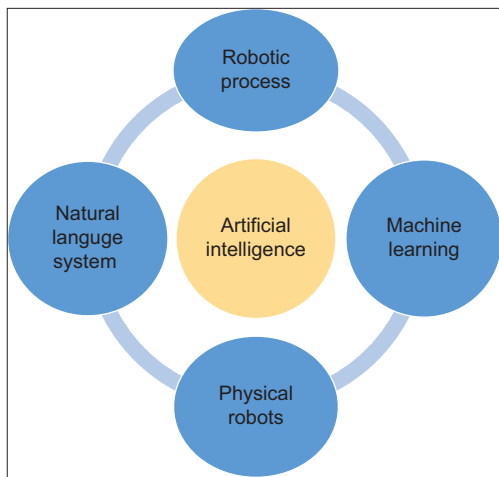 Robotic
process
Natural
languge
system
Artificial
intelligence
Machine
learning
Physical
robots